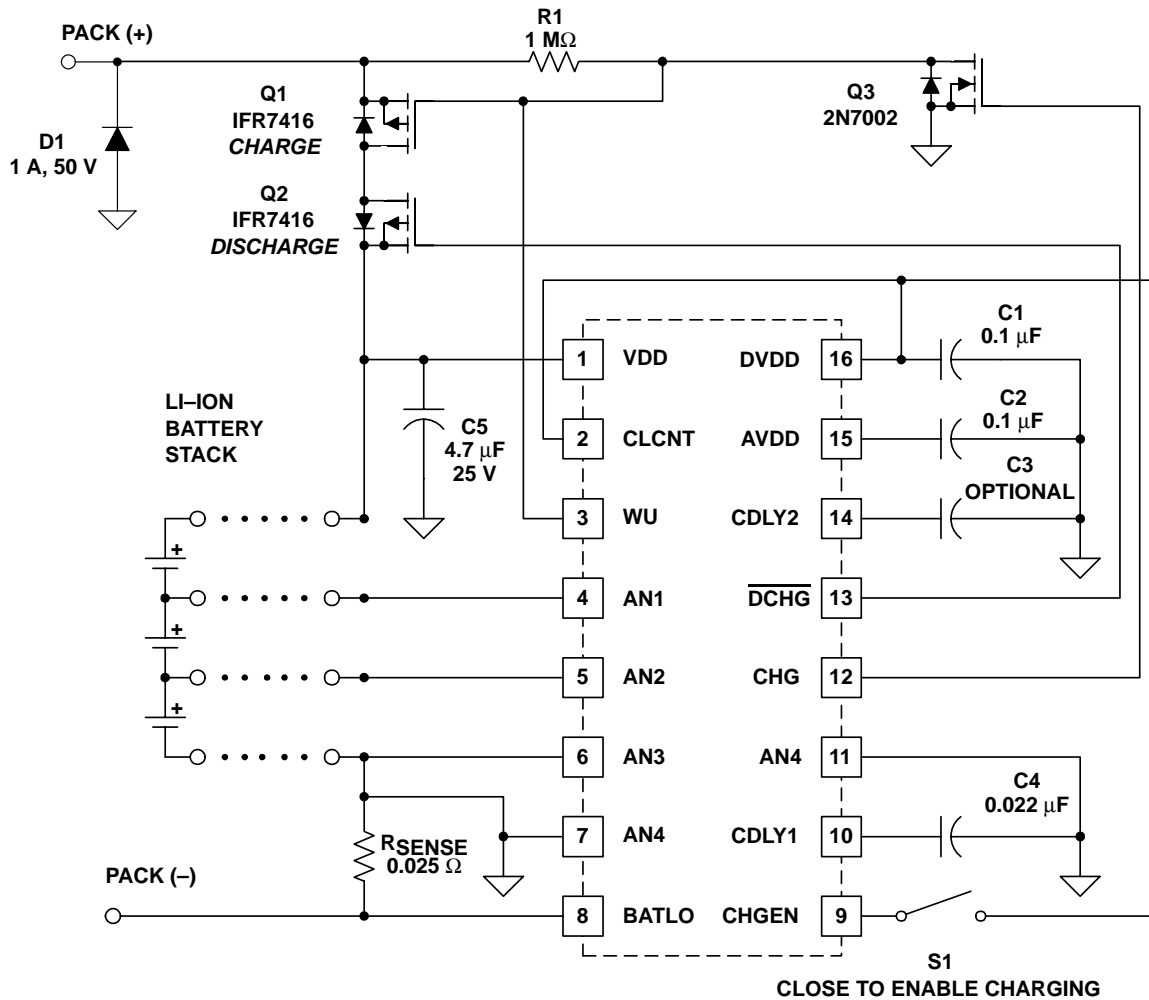 PACK (+)
R1
1 MΩ
Q1
IFR7416
CHARGE
Q3
2N7002
D1
1 A, 50 V
Q2
IFR7416
DISCHARGE
C1
0.1 μF
1
VDD
DVDD
16
LI–ION
BATTERY
STACK
C5
4.7 μF
25 V
C2
0.1 μF
2
CLCNT
AVDD
15
C3
OPTIONAL
3
WU
CDLY2
14
+
4
AN1
DCHG
13
+
5
AN2
CHG
12
+
6
AN3
AN4
11
C4
0.022 μF
RSENSE
0.025 Ω
7
AN4
CDLY1
10
PACK (–)
8
BATLO
CHGEN
9
S1
CLOSE TO ENABLE CHARGING